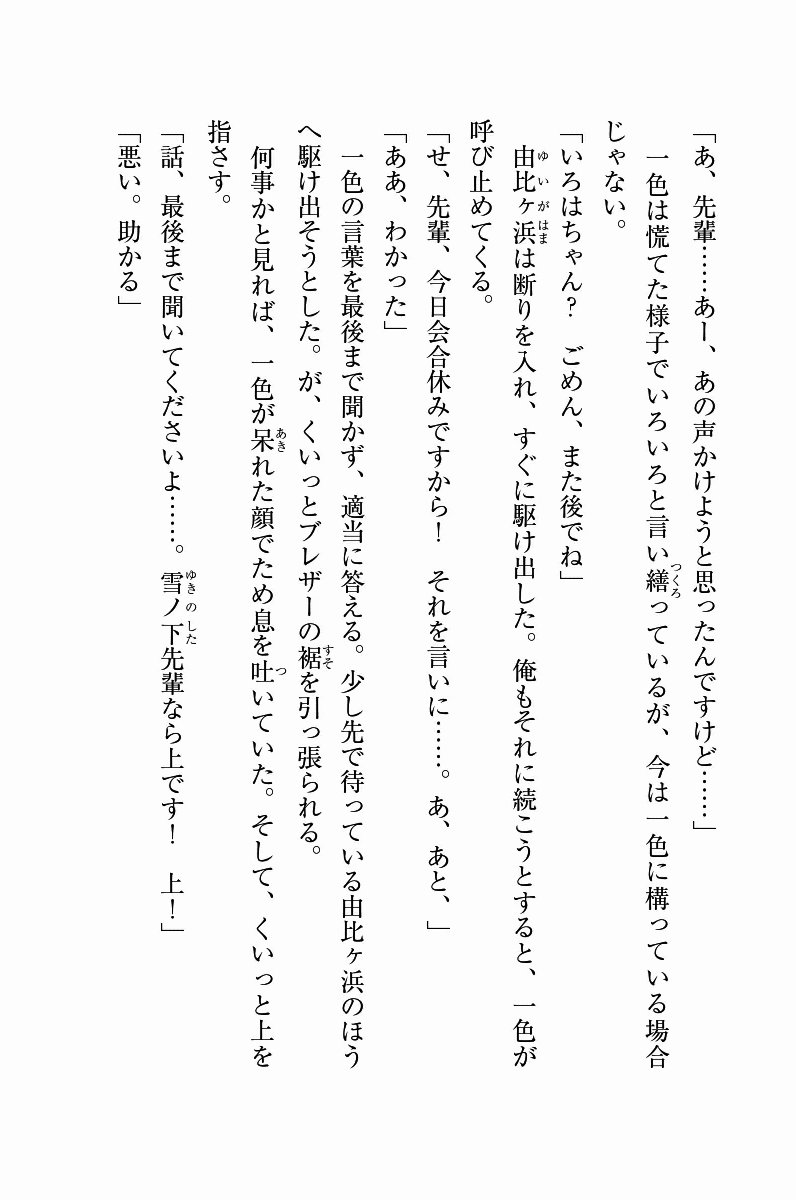 「あ、先輩……あー、あの声かけようと思ったんですけど……」
　一色は慌てた様子でいろいろと言い繕っているが、今は一色に構っている場合
じゃない。
「いろはちゃん？　ごめん、また後でね」
　由比ヶ浜は断りを入れ、すぐに駆け出した。俺もそれに続こうとすると、一色が
呼び止めてくる。
「せ、先輩、今日会合休みですから！　それを言いに……。あ、あと、」
「ああ、わかった」
　一色の言葉を最後まで聞かず、適当に答える。少し先で待っている由比ヶ浜のほう
へ駆け出そうとした。が、くいっとブレザーの裾を引っ張られる。
　何事かと見れば、一色が呆れた顔でため息を吐いていた。そして、くいっと上を
指さす。
「話、最後まで聞いてくださいよ……。雪ノ下先輩なら上です！　上！」
「悪い。助かる」